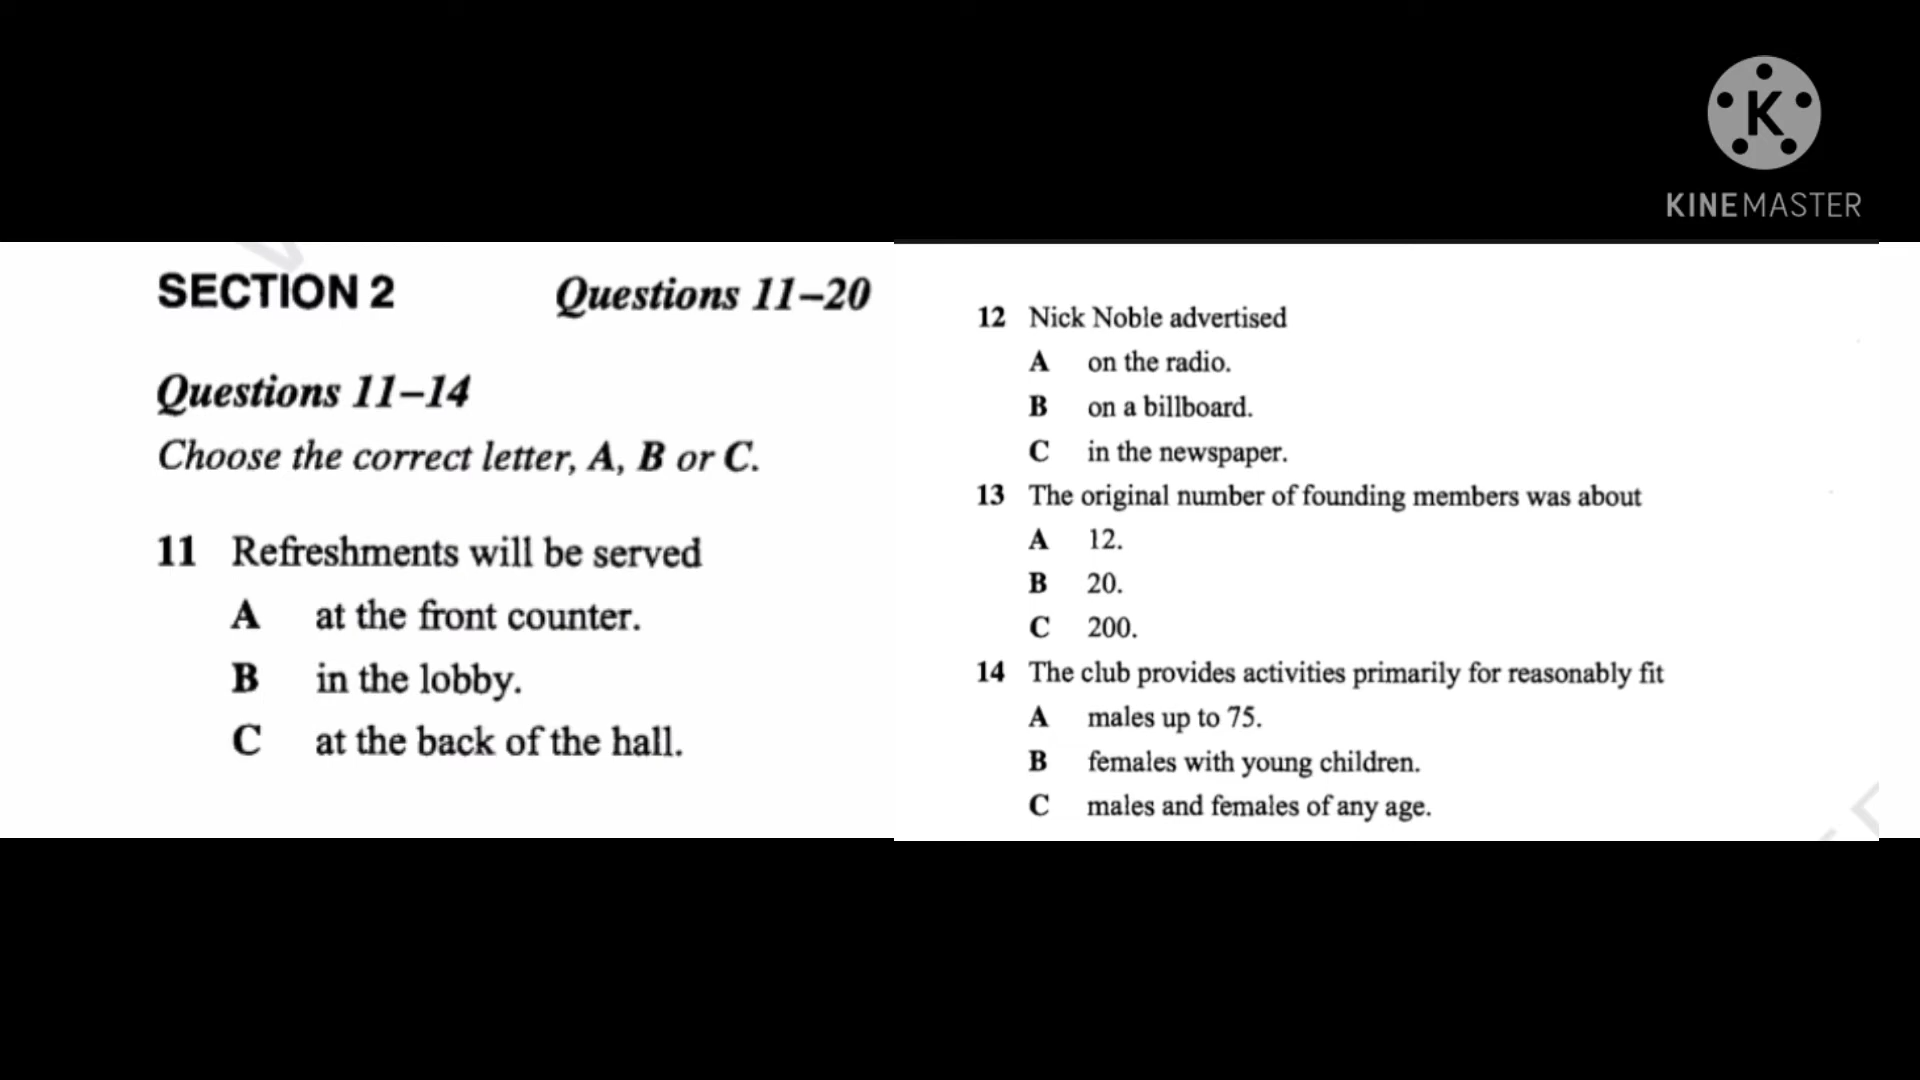 KINEMASTER
SECTION 2 Questions 11–20
Questions 11–14
Choose the correct letter, A, B or C.
11 Refreshments will be served
A at the front counter.
B in the lobby.
C at the back of the hall.
12 Nick Noble advertised
A on the radio.
B on a billboard.
C in the newspaper.
13 The original number of founding members was about
A 12.
B 20.
C 200.
14 The club provides activities primarily for reasonably fit
A males up to 75.
B females with young children.
C males and females of any age.